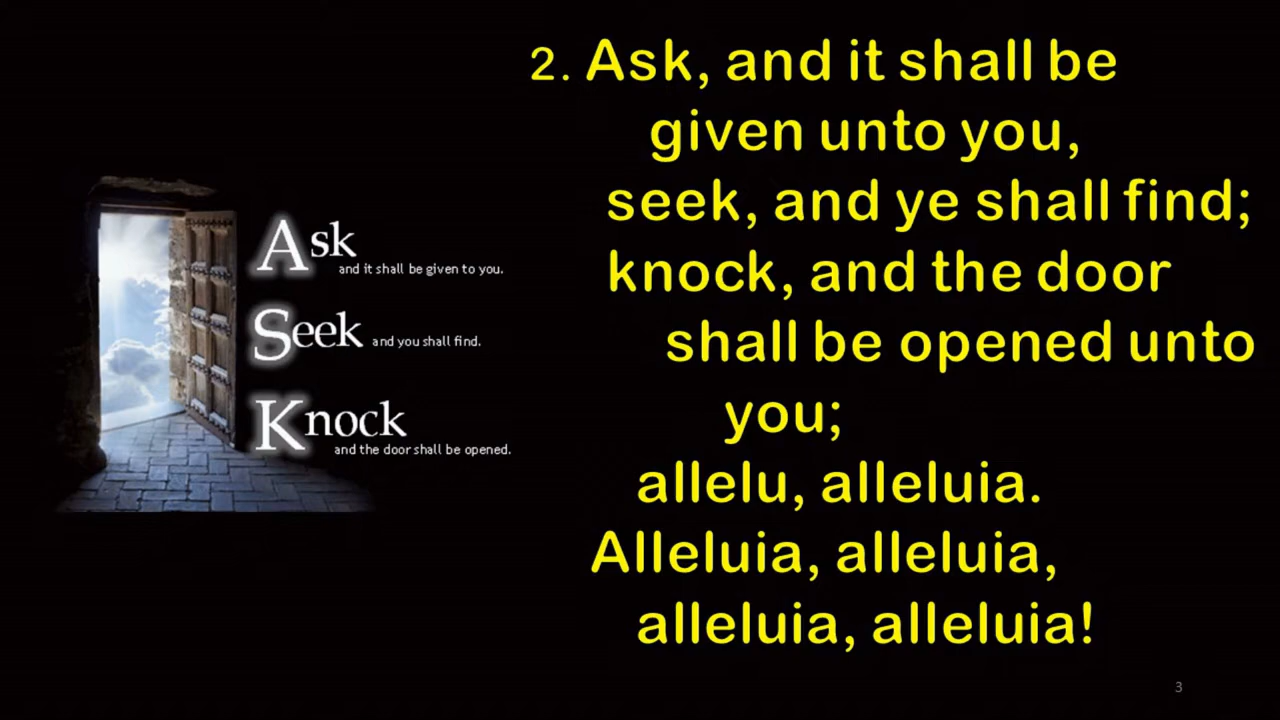 2. Ask, and it shall be
given unto you,
seek, and ye shall find;
knock, and the door
shall be opened unto
you;
allelu, alleluia.
Alleluia, alleluia,
alleluia, alleluia!
Ask
and it shall be given to you.
Seek and you shall find.
Knock
and the door shall be opened.
3